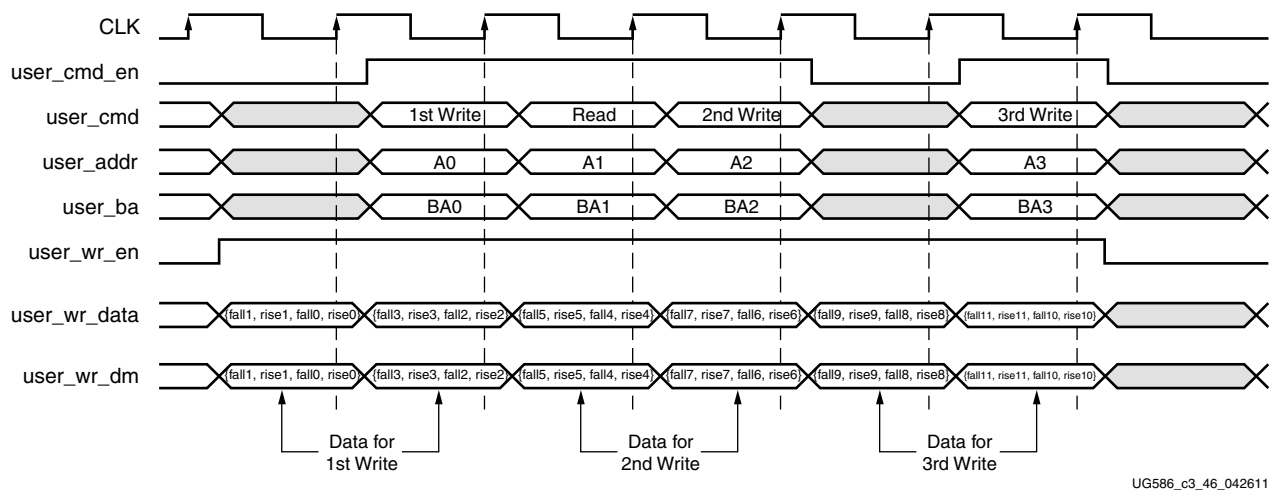 CLK
user_cmd_en
user_cmd 1st Write Read 2nd Write 3rd Write
user_addr A0 A1 A2 A3
user_ba BA0 BA1 BA2 BA3
user_wr_en
user_wr_data {fall1, rise1, fall0, rise0} {fall3, rise3, fall2, rise2} {fall5, rise5, fall4, rise4} {fall7, rise7, fall6, rise6} {fall9, rise9, fall8, rise8} {fall11, rise11, fall10, rise10}
user_wr_dm {fall1, rise1, fall0, rise0} {fall3, rise3, fall2, rise2} {fall5, rise5, fall4, rise4} {fall7, rise7, fall6, rise6} {fall9, rise9, fall8, rise8} {fall11, rise11, fall10, rise10}
Data for
1st Write
Data for
2nd Write
Data for
3rd Write
UG586_c3_46_042611